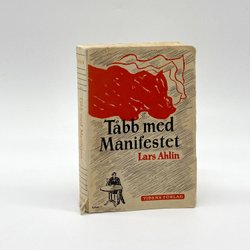 Tåbb med
Manifestet
Lars Ahlin
TIDENS FÖRLAG